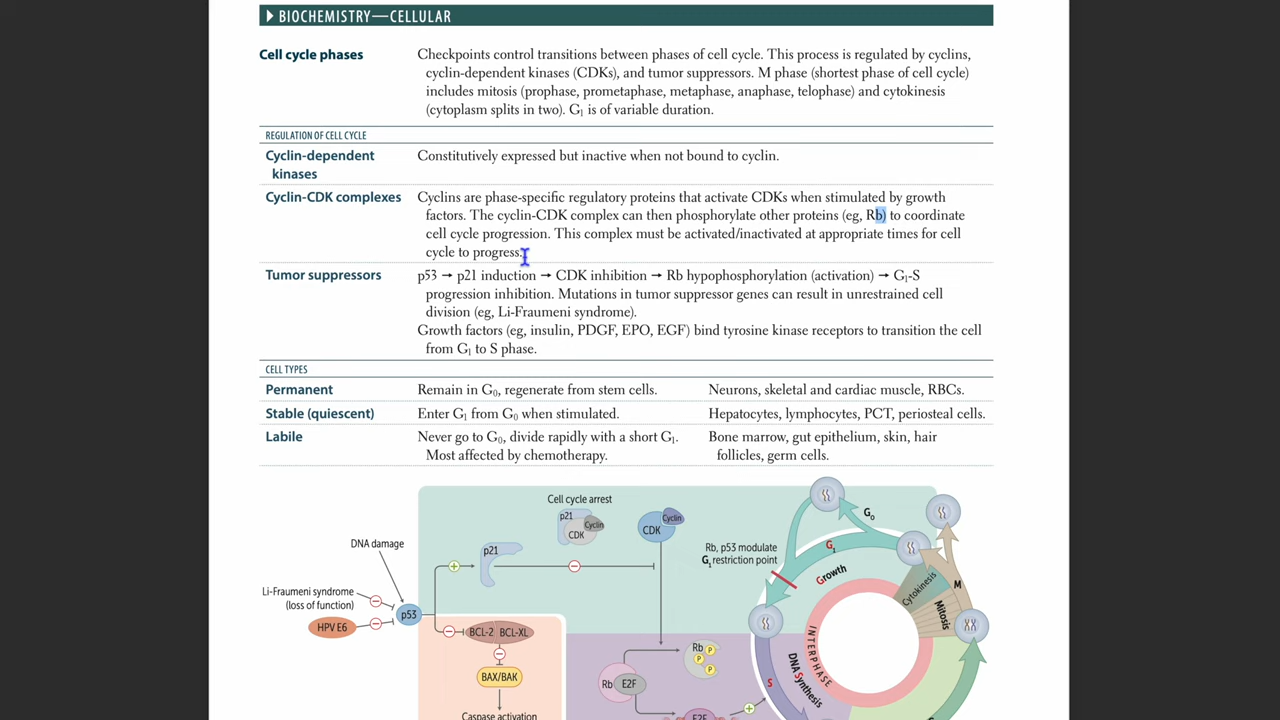 BIOCHEMISTRY—CELLULAR
Cell cycle phases
Checkpoints control transitions between phases of cell cycle. This process is regulated by cyclins,
cyclin-dependent kinases (CDKs), and tumor suppressors. M phase (shortest phase of cell cycle)
includes mitosis (prophase, prometaphase, metaphase, anaphase, telophase) and cytokinesis
(cytoplasm splits in two). G₁ is of variable duration.
REGULATION OF CELL CYCLE
Cyclin-dependent
kinases
Constitutively expressed but inactive when not bound to cyclin.
Cyclin-CDK complexes
Cyclins are phase-specific regulatory proteins that activate CDKs when stimulated by growth
factors. The cyclin-CDK complex can then phosphorylate other proteins (eg, Rb) to coordinate
cell cycle progression. This complex must be activated/inactivated at appropriate times for cell
cycle to progress.
Tumor suppressors
p53 → p21 induction → CDK inhibition → Rb hypophosphorylation (activation) → G₁-S
progression inhibition. Mutations in tumor suppressor genes can result in unrestrained cell
division (eg, Li-Fraumeni syndrome).
Growth factors (eg, insulin, PDGF, EPO, EGF) bind tyrosine kinase receptors to transition the cell
from G₁ to S phase.
CELL TYPES
Permanent
Remain in G₀, regenerate from stem cells.
Neurons, skeletal and cardiac muscle, RBCs.
Stable (quiescent)
Enter G₁ from G₀ when stimulated.
Hepatocytes, lymphocytes, PCT, periosteal cells.
Labile
Never go to G₀, divide rapidly with a short G₁.
Most affected by chemotherapy.
Bone marrow, gut epithelium, skin, hair
follicles, germ cells.
Cell cycle arrest
p21
CDK
Cyclin
CDK
Cyclin
DNA damage
p21
Li-Fraumeni syndrome
(loss of function)
HPV E6
p53
BCL-2 BCL-XL
BAX/BAK
Caspase activation
Rb, p53 modulate
G₁ restriction point
Rb
P
P
P
Rb
E2F
E2F
G₀
G₁
Growth
Cytokinesis
M
Mitosis
INTERPHASE
DNA Synthesis
S